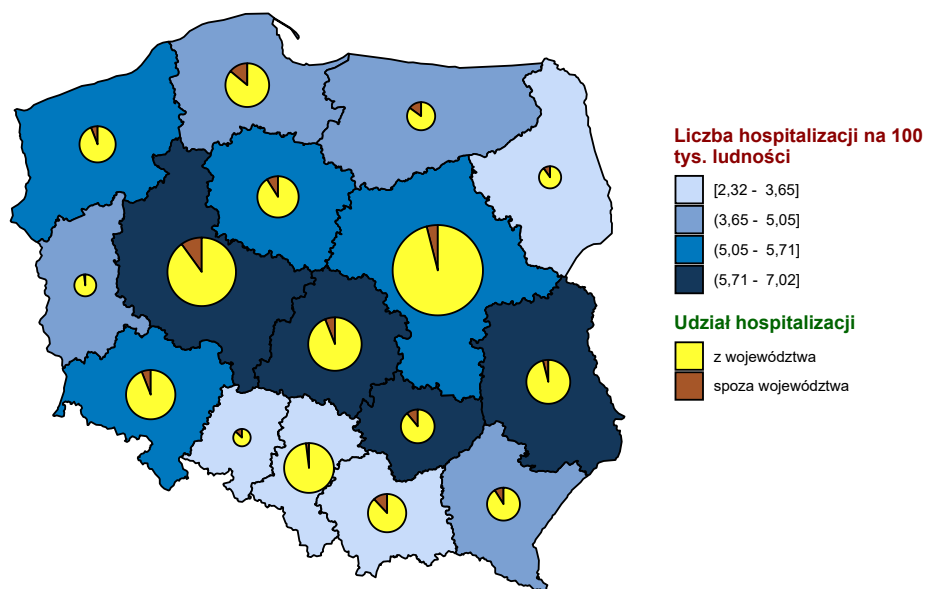 Liczba hospitalizacji na 100
tys. ludności
[2,32 - 3,65]
(3,65 - 5,05]
(5,05 - 5,71]
(5,71 - 7,02]
Udział hospitalizacji
z województwa
spoza województwa